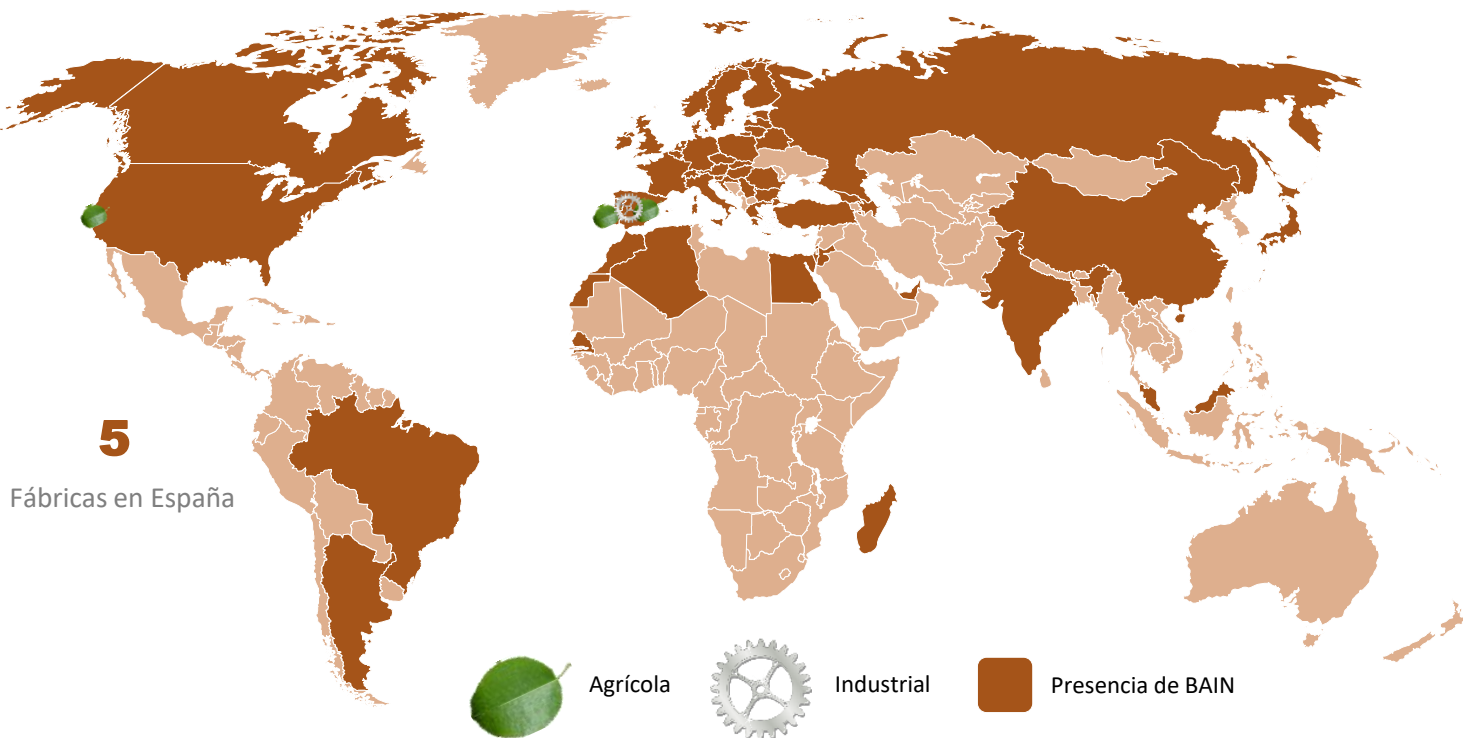 5
Fábricas en España
Agrícola
Industrial
Presencia de BAIN